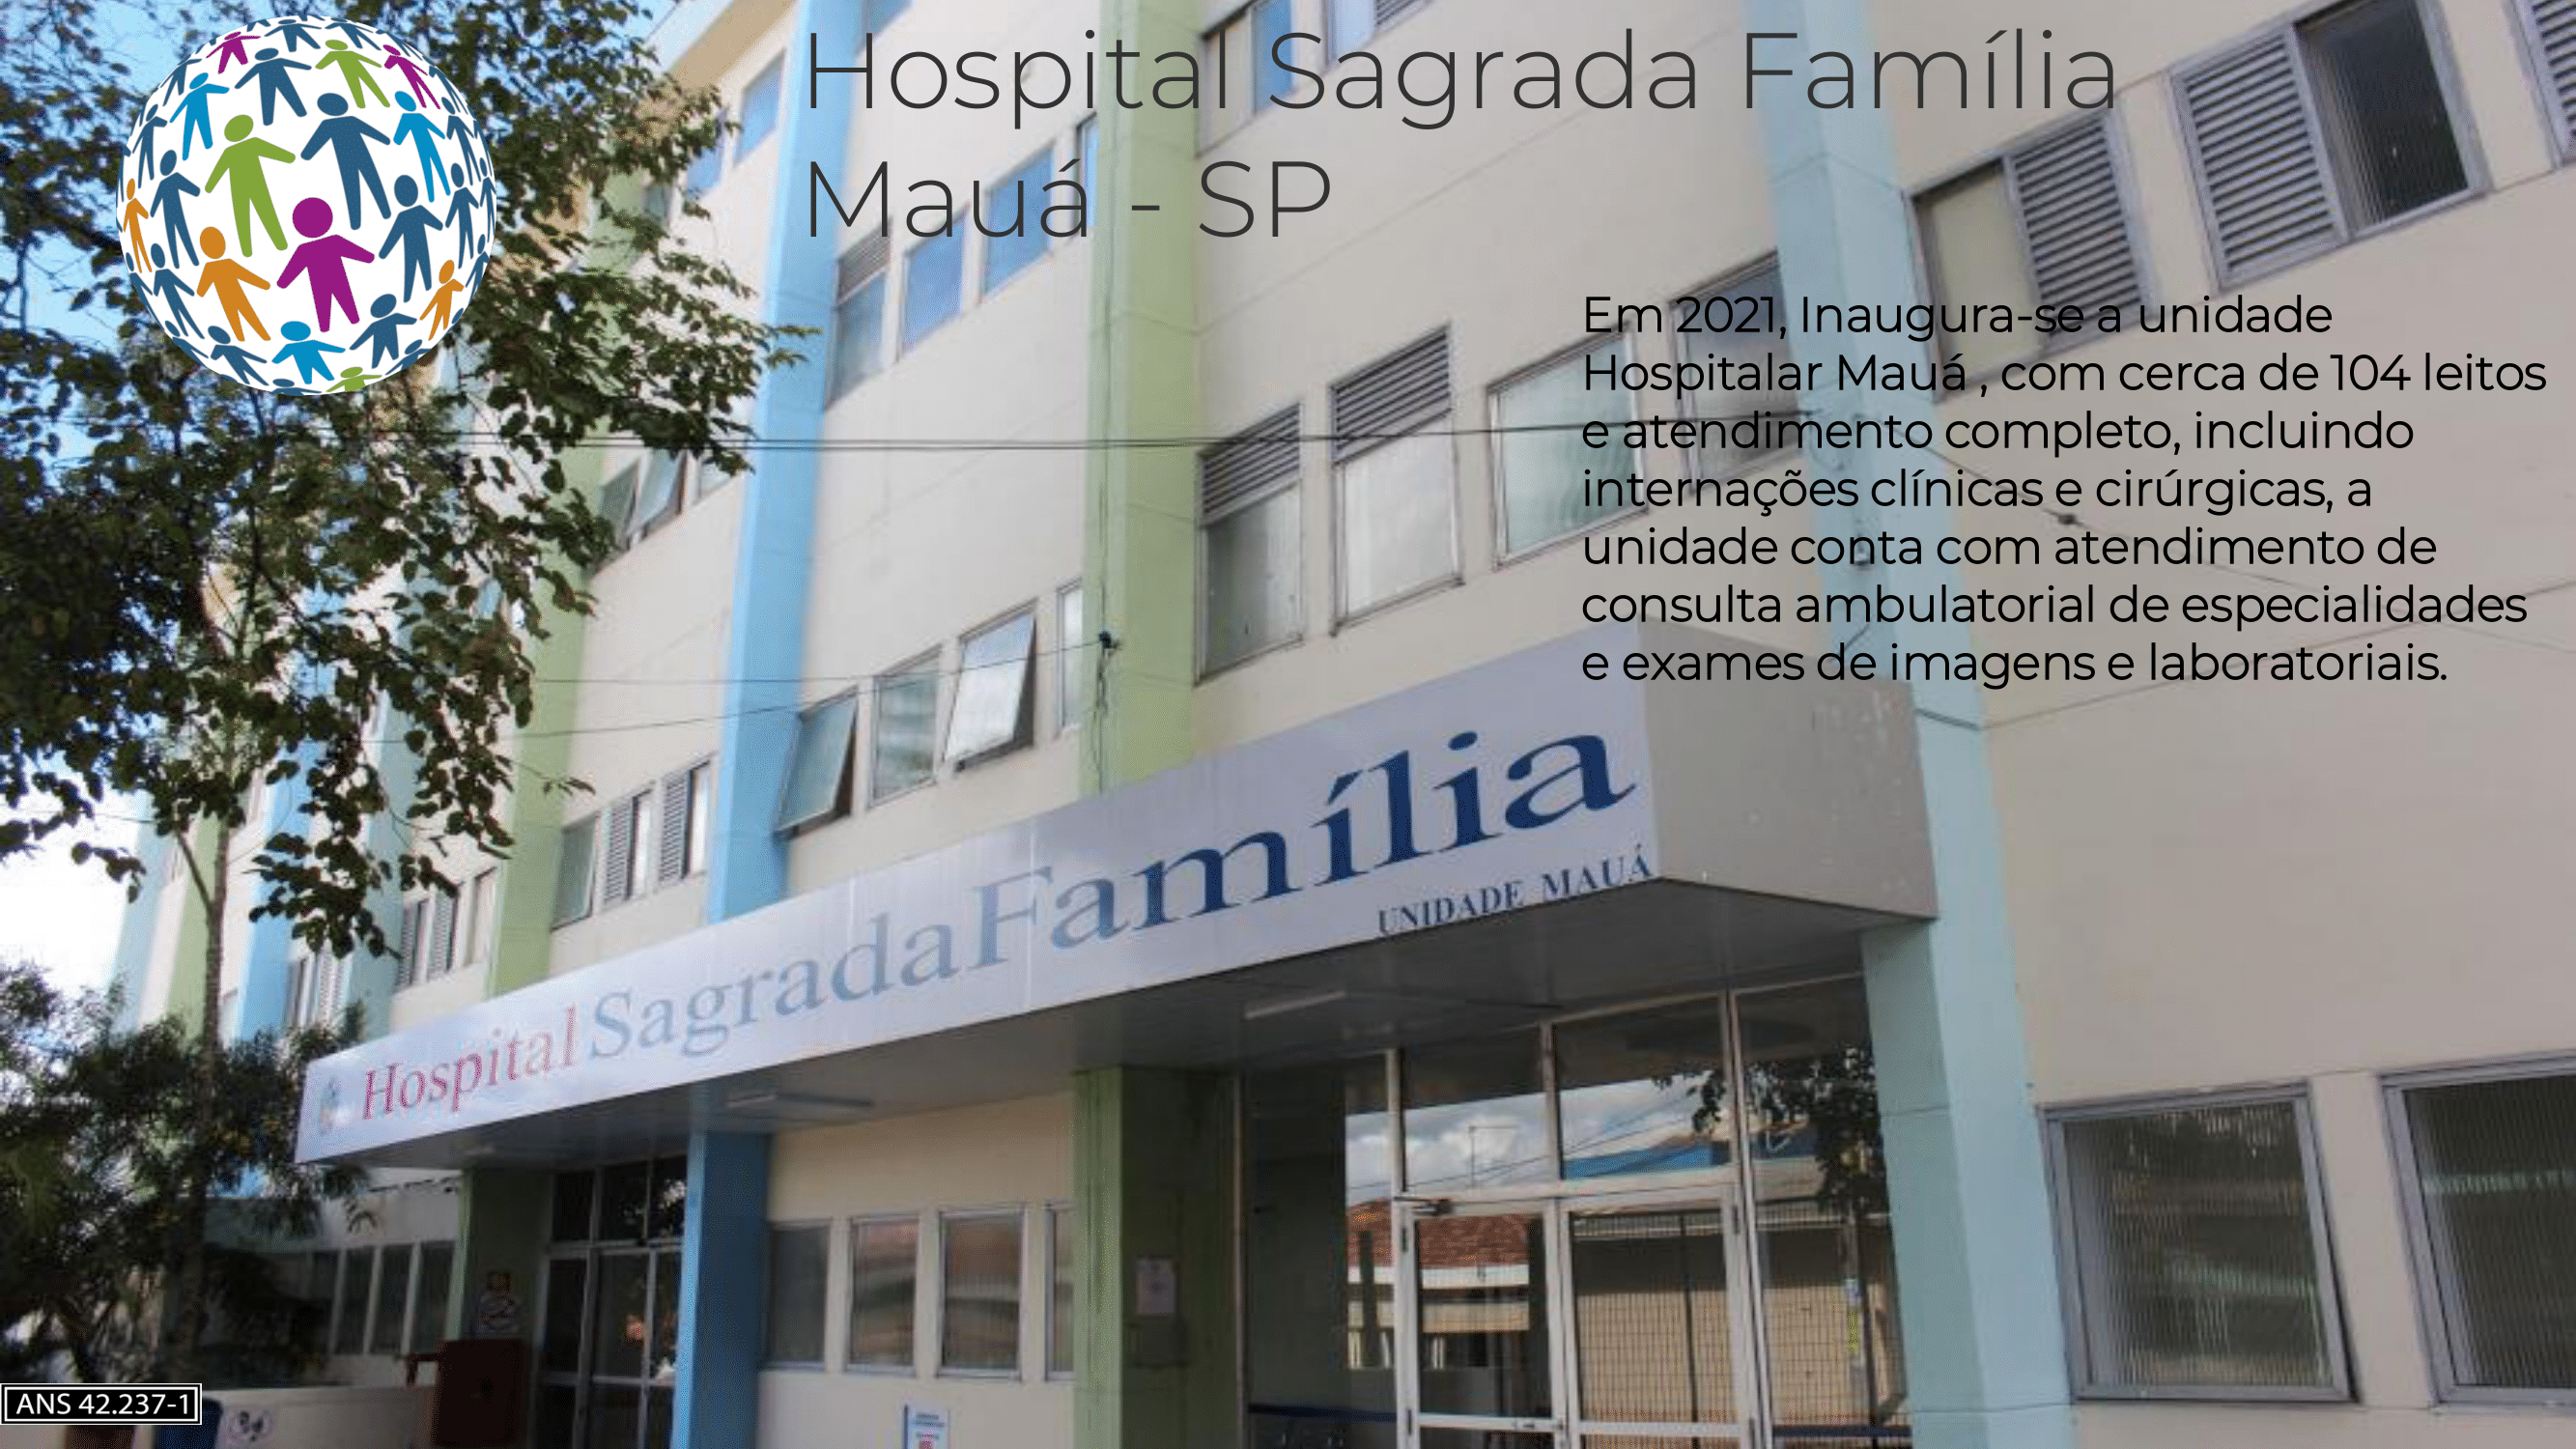 Hospital Sagrada Família
Mauá - SP
Em 2021, Inaugura-se a unidade
Hospitalar Mauá , com cerca de 104 leitos
e atendimento completo, incluindo
internações clínicas e cirúrgicas, a
unidade conta com atendimento de
consulta ambulatorial de especialidades
e exames de imagens e laboratoriais.
Hospital Sagrada Família
UNIDADE MAUÁ
ANS 42.237-1